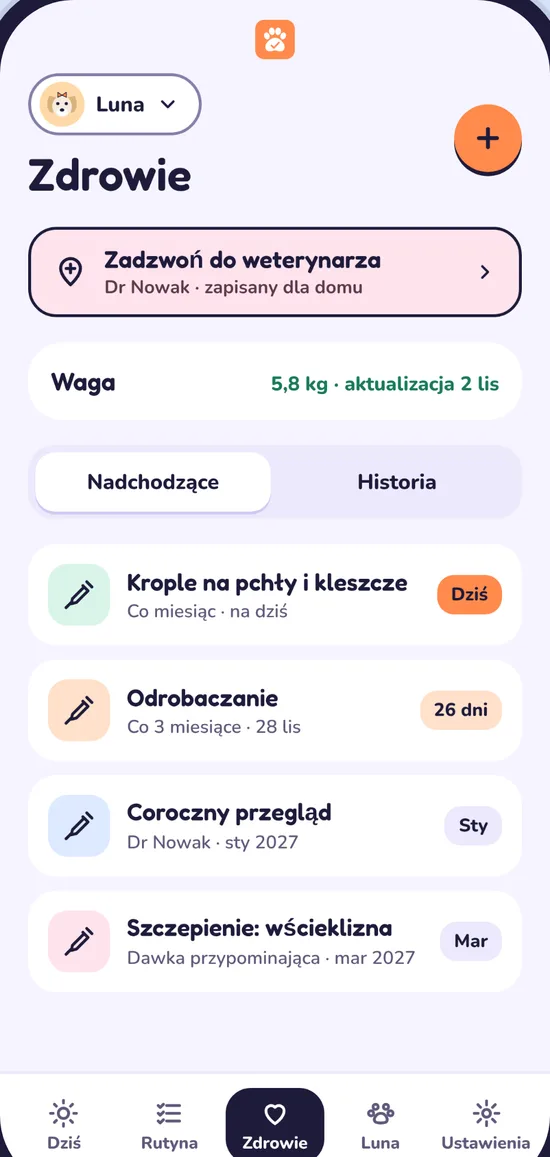 Luna
Zdrowie
Zadzwoń do weterynarza
Dr Nowak · zapisany dla domu
Waga
5,8 kg · aktualizacja 2 lis
Nadchodzące
Historia
Krople na pchły i kleszcze
Co miesiąc · na dziś
Dziś
Odrobaczanie
Co 3 miesiące · 28 lis
26 dni
Coroczny przegląd
Dr Nowak · sty 2027
Sty
Szczepienie: wścieklizna
Dawka przypominająca · mar 2027
Mar
Dziś
Rutyna
Zdrowie
Luna
Ustawienia